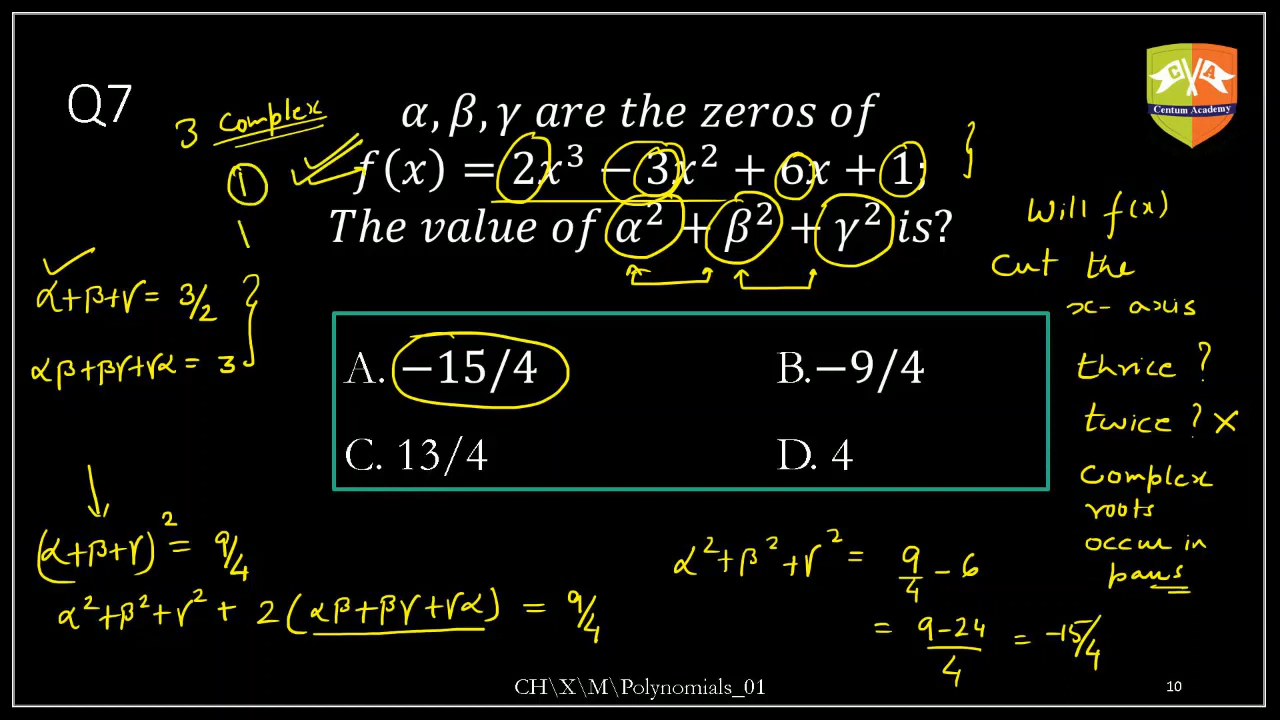 Q7
3 complex
α, β, γ are the zeros of
f(x) = 2x³ − 3x² + 6x + 1;
The value of α² + β² + γ² is?
C A
Centum Academy
1
α+β+γ = 3/2
αβ+βγ+γα = 3
A. −15/4
B. −9/4
C. 13/4
D. 4
Will f(x)
cut the
x-axis
thrice ?
twice ? ×
Complex
roots
occur in
pairs
(α+β+γ)² = 9/4
α²+β²+γ² + 2(αβ+βγ+γα) = 9/4
α²+β²+γ² = 9/4 − 6
= 9−24/4 = −15/4
CH\X\M\Polynomials_01
10